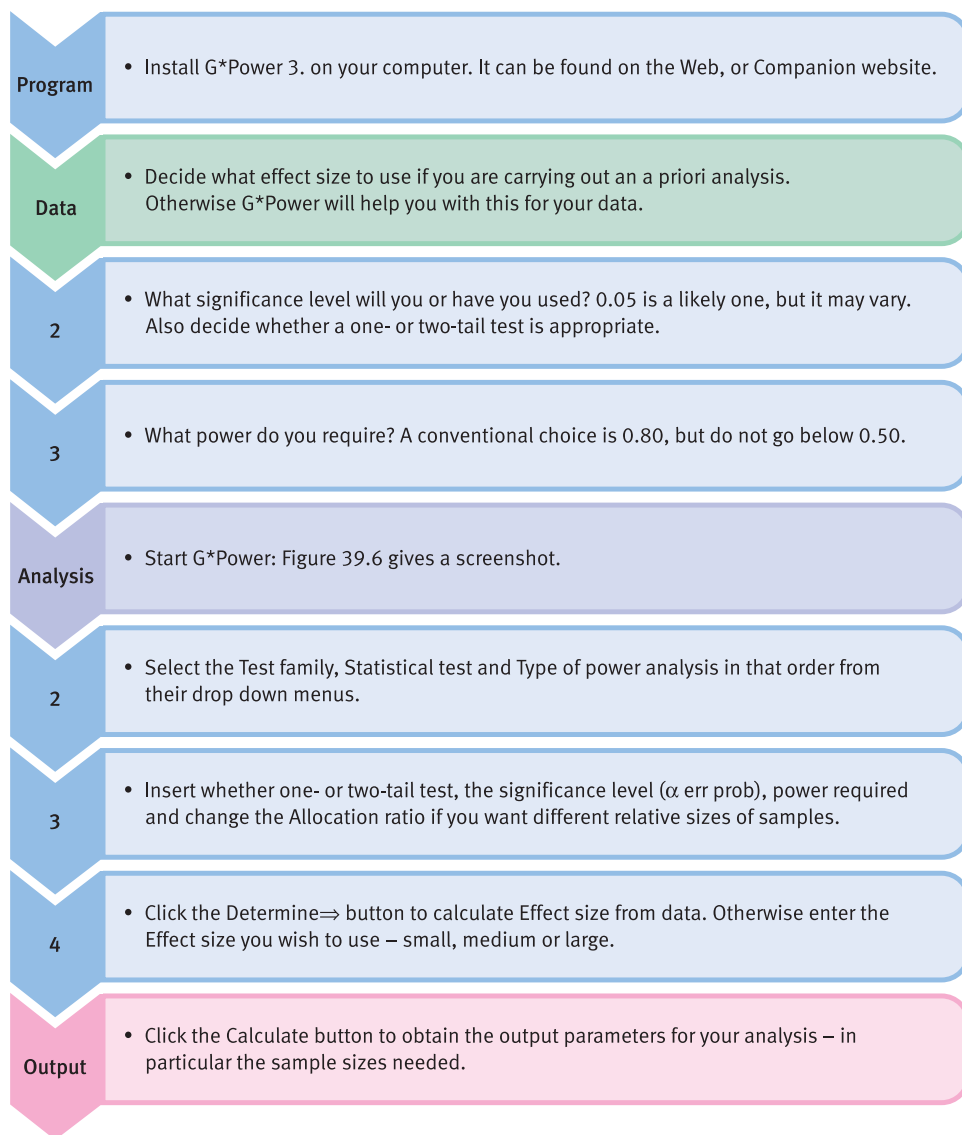 Program
• Install G*Power 3. on your computer. It can be found on the Web, or Companion website.
Data
• Decide what effect size to use if you are carrying out an a priori analysis.
Otherwise G*Power will help you with this for your data.
2
• What significance level will you or have you used? 0.05 is a likely one, but it may vary.
Also decide whether a one- or two-tail test is appropriate.
3
• What power do you require? A conventional choice is 0.80, but do not go below 0.50.
Analysis
• Start G*Power: Figure 39.6 gives a screenshot.
2
• Select the Test family, Statistical test and Type of power analysis in that order from
their drop down menus.
3
• Insert whether one- or two-tail test, the significance level (α err prob), power required
and change the Allocation ratio if you want different relative sizes of samples.
4
• Click the Determine⇒ button to calculate Effect size from data. Otherwise enter the
Effect size you wish to use – small, medium or large.
Output
• Click the Calculate button to obtain the output parameters for your analysis – in
particular the sample sizes needed.